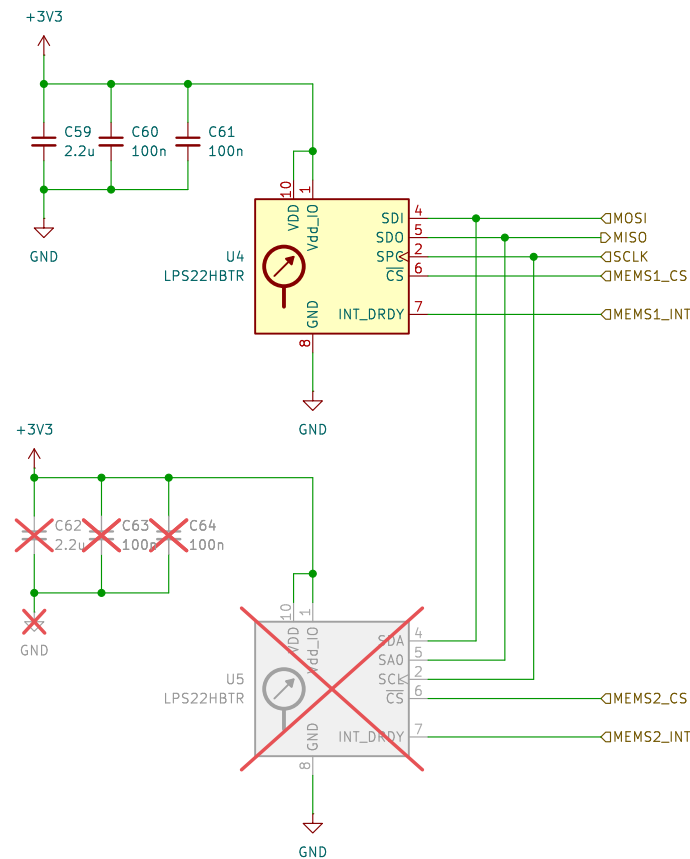 +3V3
C59
2.2u
C60
100n
C61
100n
GND
10
1
VDD
Vdd_IO
U4
LPS22HBTR
SDI 4 MOSI
SDO 5 MISO
SPC 2 SCLK
CS 6 MEMS1_CS
INT_DRDY 7 MEMS1_INT
GND
8
GND
+3V3
C62
2.2u
C63
100n
C64
100n
GND
10
1
VDD
Vdd_IO
U5
LPS22HBTR
SDA 4
SA0 5
SCL 2
CS 6 MEMS2_CS
INT_DRDY 7 MEMS2_INT
GND
8
GND